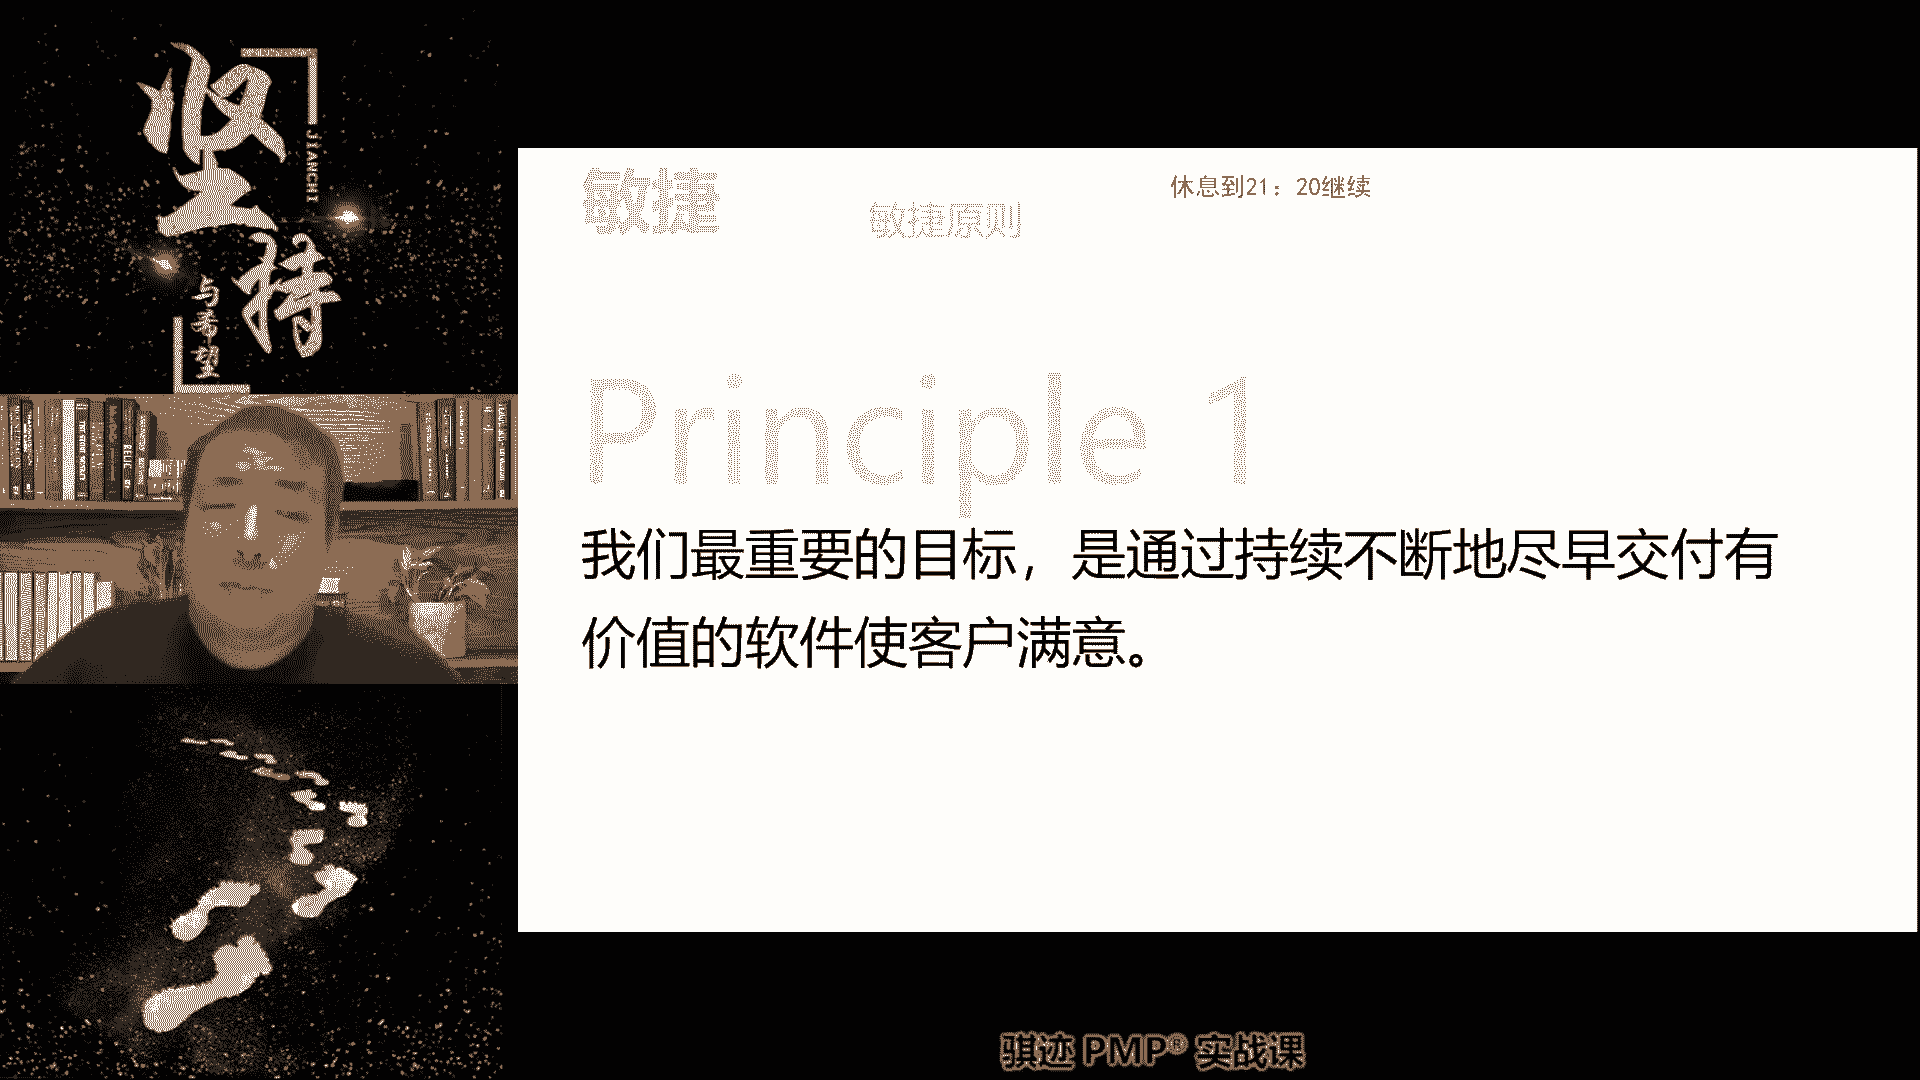 坚持
JIANCHI
与希望
敏捷
敏捷原则
休息到21：20继续
Principle 1
我们最重要的目标，是通过持续不断地尽早交付有
价值的软件使客户满意。
骐迹 PMP® 实战课